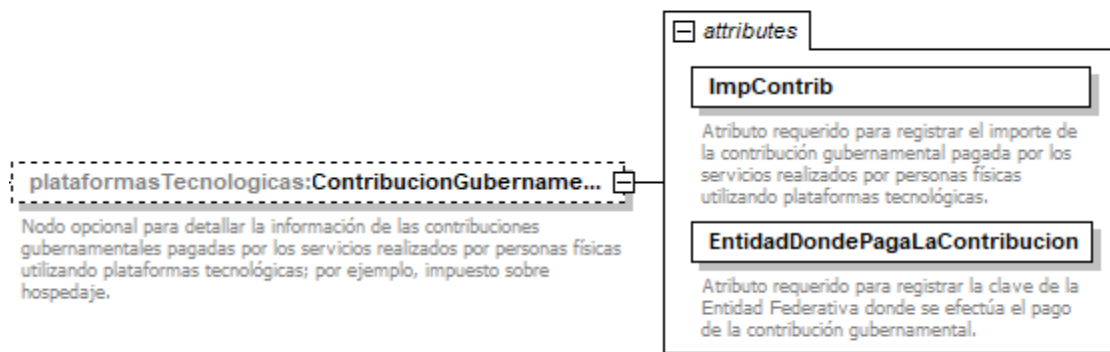 attributes
ImpContrib
Atributo requerido para registrar el importe de
la contribución gubernamental pagada por los
servicios realizados por personas físicas
utilizando plataformas tecnológicas.
plataformasTecnologicas:ContribucionGubername...
Nodo opcional para detallar la información de las contribuciones
gubernamentales pagadas por los servicios realizados por personas físicas
utilizando plataformas tecnológicas; por ejemplo, impuesto sobre
hospedaje.
EntidadDondePagaLaContribucion
Atributo requerido para registrar la clave de la
Entidad Federativa donde se efectúa el pago
de la contribución gubernamental.